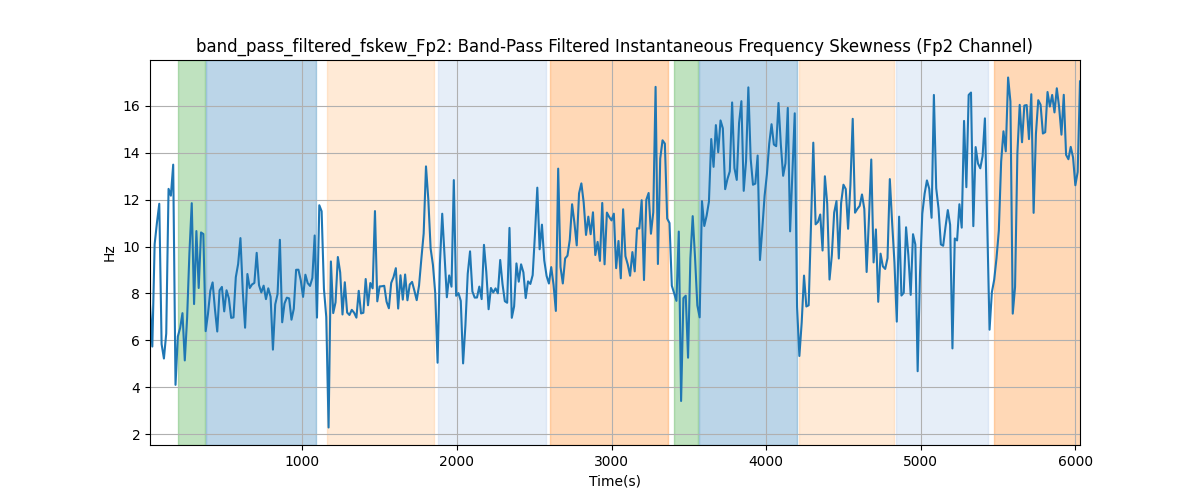 band_pass_filtered_fskew_Fp2: Band-Pass Filtered Instantaneous Frequency Skewness (Fp2 Channel)
16
14
12
10
8
6
4
2
Hz
1000 2000 3000 4000 5000 6000
Time(s)